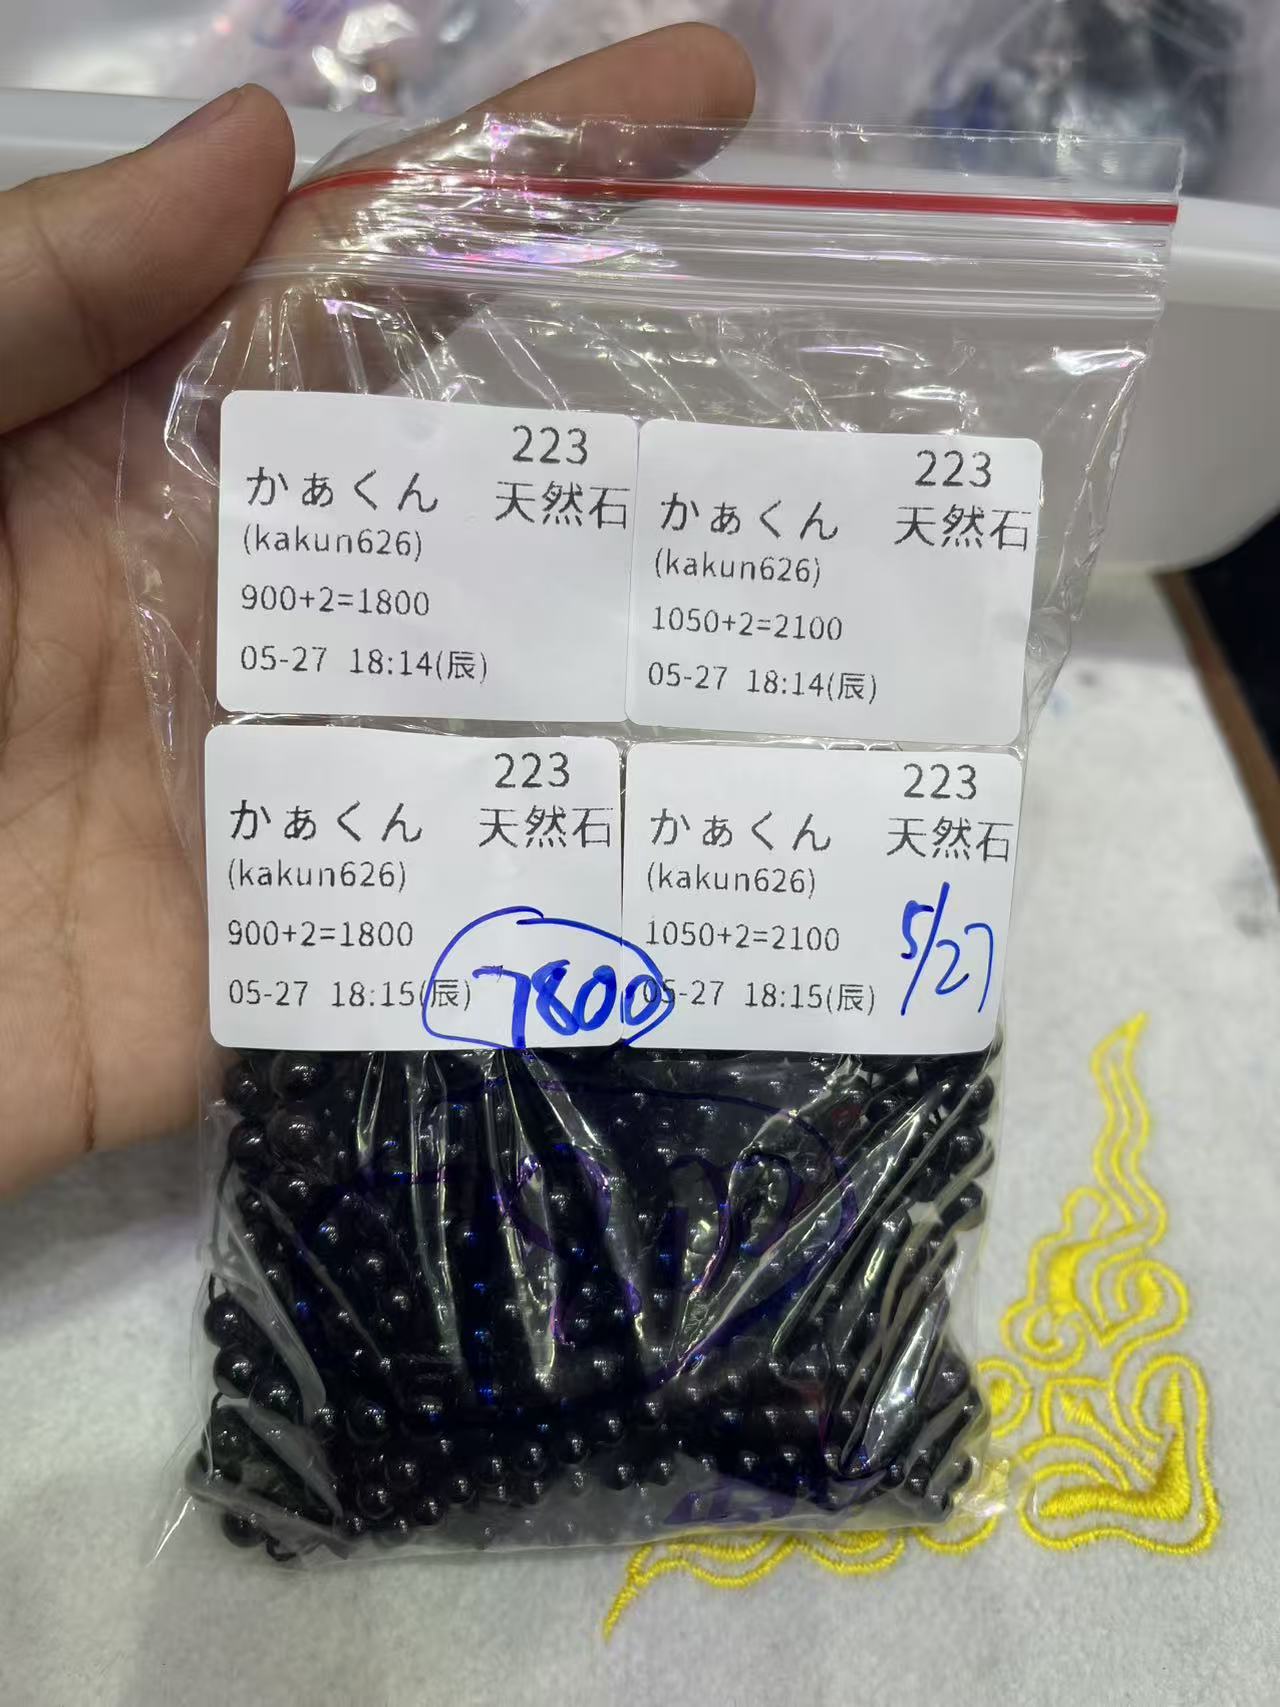 223
かぁくん 天然石
(kakun626)
900+2=1800
05-27 18:14(辰)
223
かぁくん 天然石
(kakun626)
1050+2=2100
05-27 18:14(辰)
223
かぁくん 天然石
(kakun626)
900+2=1800
05-27 18:15(辰)
7800
223
かぁくん 天然石
(kakun626)
1050+2=2100
5/27
05-27 18:15(辰)